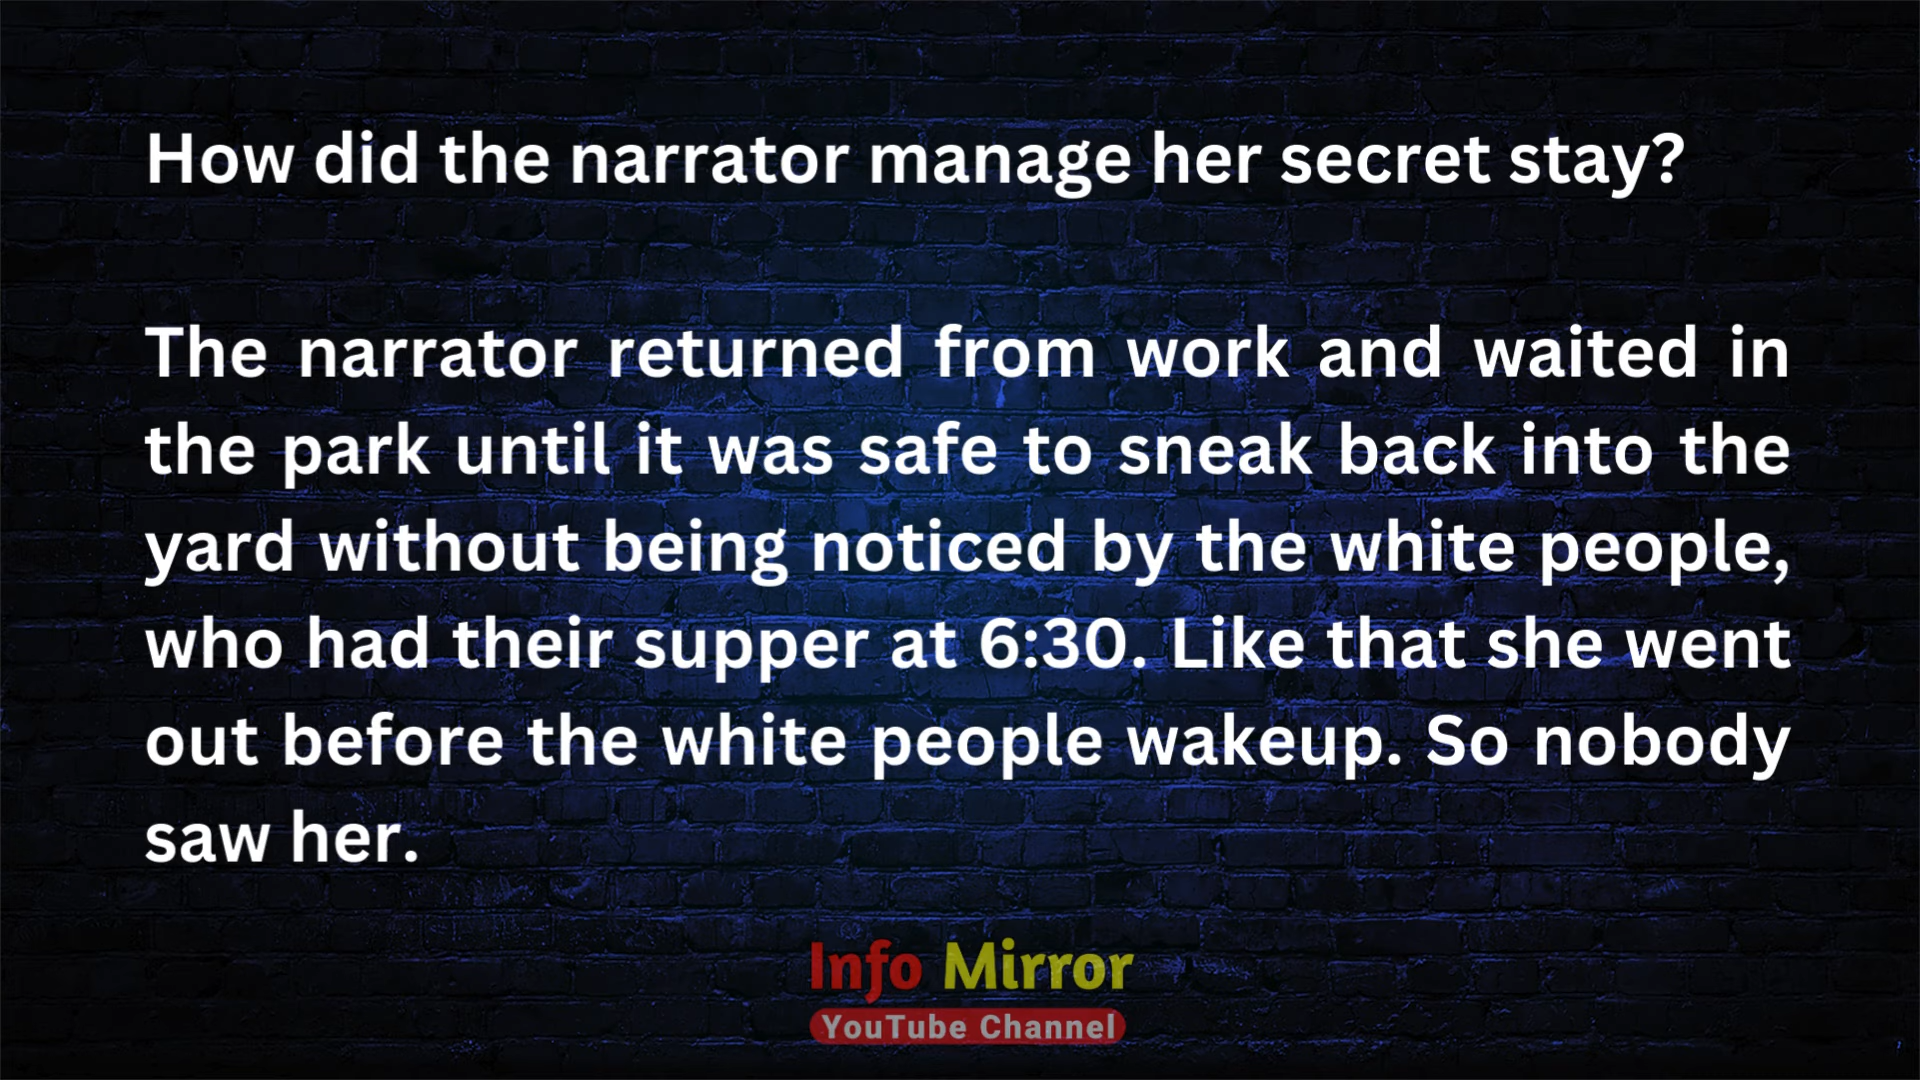 How did the narrator manage her secret stay?
The narrator returned from work and waited in
the park until it was safe to sneak back into the
yard without being noticed by the white people,
who had their supper at 6:30. Like that she went
out before the white people wakeup. So nobody
saw her.
Info Mirror
YouTube Channel